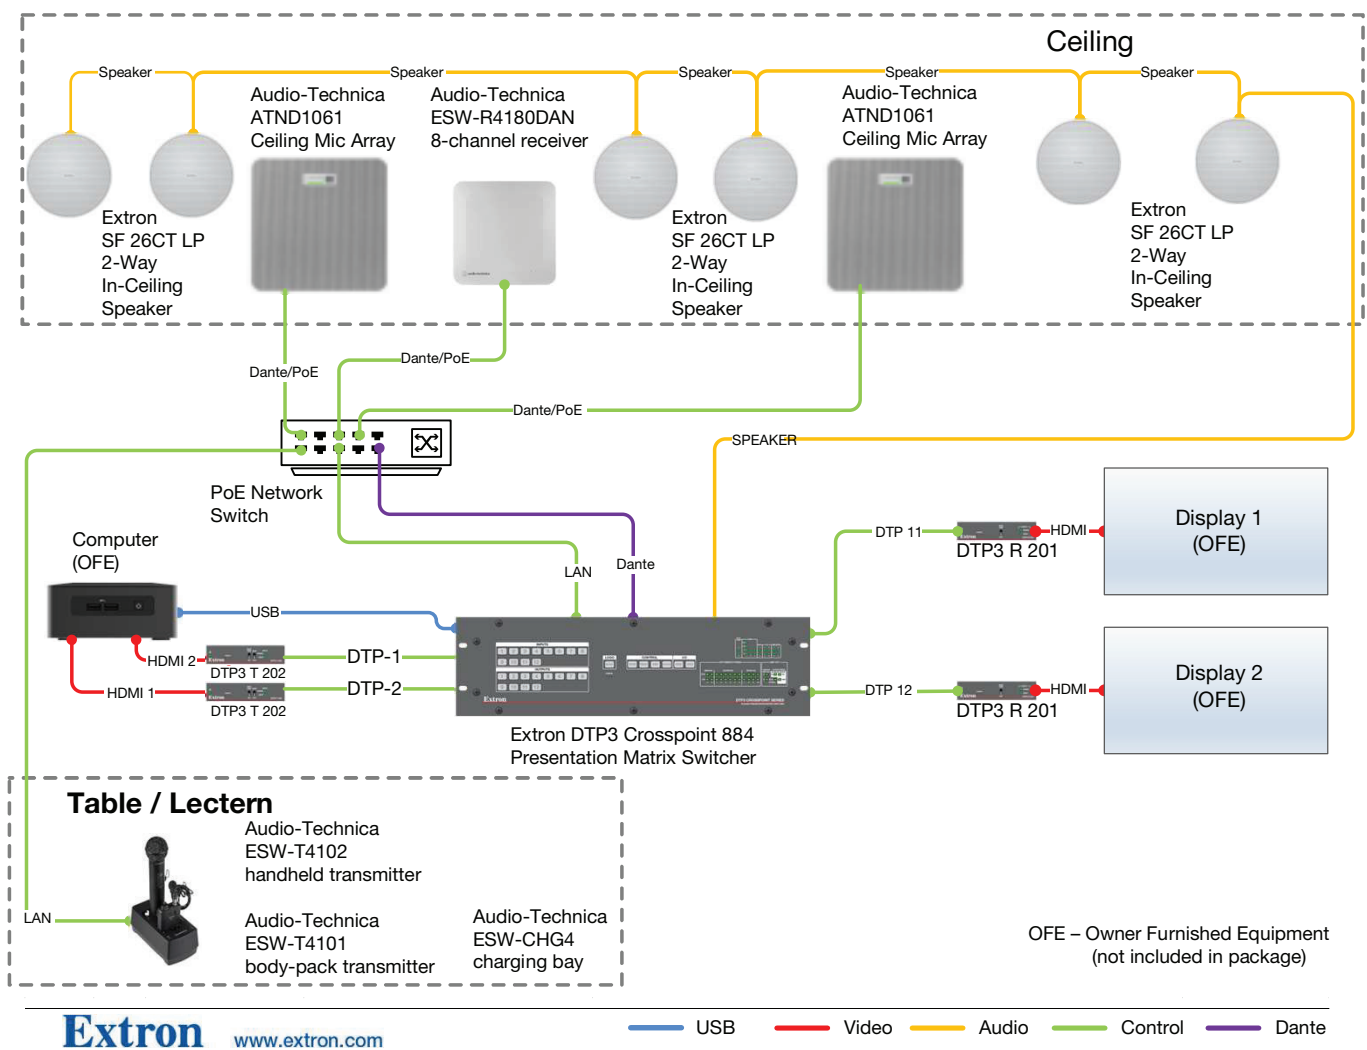 Ceiling
Speaker
Speaker
Speaker
Speaker
Speaker
Audio-Technica
ATND1061
Ceiling Mic Array
Audio-Technica
ESW-R4180DAN
8-channel receiver
Audio-Technica
ATND1061
Ceiling Mic Array
Extron
SF 26CT LP
2-Way
In-Ceiling
Speaker
Extron
SF 26CT LP
2-Way
In-Ceiling
Speaker
Extron
SF 26CT LP
2-Way
In-Ceiling
Speaker
Dante/PoE
Dante/PoE
Dante/PoE
SPEAKER
PoE Network
Switch
Computer
(OFE)
LAN
Dante
USB
DTP 11
DTP3 R 201
HDMI
Display 1
(OFE)
HDMI 2
DTP3 T 202
DTP-1
HDMI 1
DTP3 T 202
DTP-2
INPUTS
OUTPUTS
CONTROL
Extron
DTP 12
DTP3 R 201
HDMI
Display 2
(OFE)
Extron DTP3 Crosspoint 884
Presentation Matrix Switcher
Table / Lectern
Audio-Technica
ESW-T4102
handheld transmitter
LAN
Audio-Technica
ESW-T4101
body-pack transmitter
Audio-Technica
ESW-CHG4
charging bay
OFE – Owner Furnished Equipment
(not included in package)
Extron
www.extron.com
USB
Video
Audio
Control
Dante